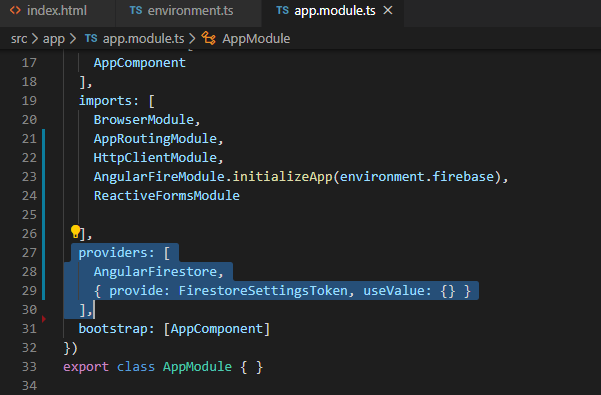 <> index.html TS environment.ts TS app.module.ts ×
src > app > TS app.module.ts > AppModule
17 AppComponent
18 ],
19 imports: [
20 BrowserModule,
21 AppRoutingModule,
22 HttpClientModule,
23 AngularFireModule.initializeApp(environment.firebase),
24 ReactiveFormsModule
25
26 ],
27 providers: [
28 AngularFirestore,
29 { provide: FirestoreSettingsToken, useValue: {} }
30 ],
31 bootstrap: [AppComponent]
32 })
33 export class AppModule { }
34